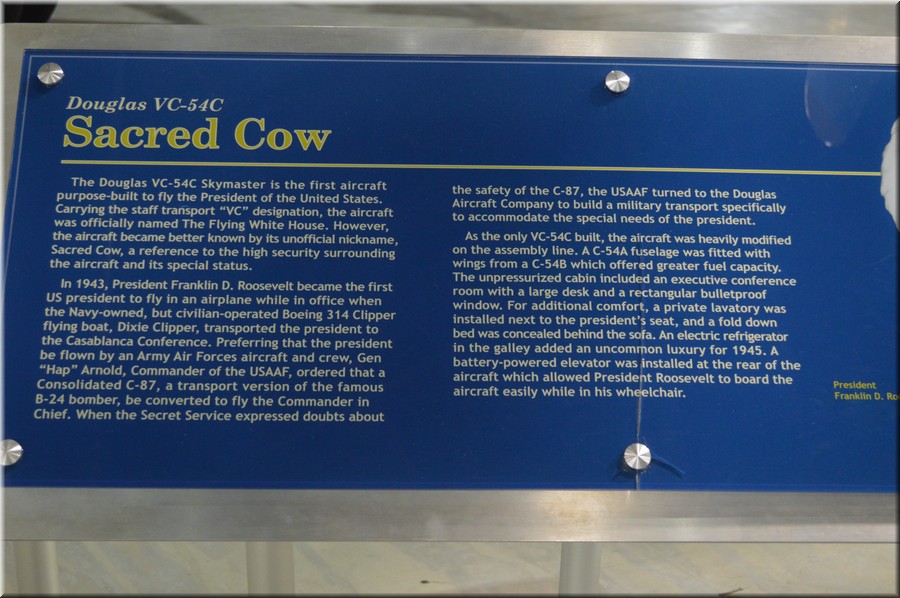 Douglas VC-54C
Sacred Cow
The Douglas VC-54C Skymaster is the first aircraft
purpose-built to fly the President of the United States.
Carrying the staff transport “VC” designation, the aircraft
was officially named The Flying White House. However,
the aircraft became better known by its unofficial nickname,
Sacred Cow, a reference to the high security surrounding
the aircraft and its special status.
In 1943, President Franklin D. Roosevelt became the first
US president to fly in an airplane while in office when
the Navy-owned, but civilian-operated Boeing 314 Clipper
flying boat, Dixie Clipper, transported the president to
the Casablanca Conference. Preferring that the president
be flown by an Army Air Forces aircraft and crew, Gen
“Hap” Arnold, Commander of the USAAF, ordered that a
Consolidated C-87, a transport version of the famous
B-24 bomber, be converted to fly the Commander in
Chief. When the Secret Service expressed doubts about
the safety of the C-87, the USAAF turned to the Douglas
Aircraft Company to build a military transport specifically
to accommodate the special needs of the president.
As the only VC-54C built, the aircraft was heavily modified
on the assembly line. A C-54A fuselage was fitted with
wings from a C-54B which offered greater fuel capacity.
The unpressurized cabin included an executive conference
room with a large desk and a rectangular bulletproof
window. For additional comfort, a private lavatory was
installed next to the president's seat, and a fold down
bed was concealed behind the sofa. An electric refrigerator
in the galley added an uncommon luxury for 1945. A
battery-powered elevator was installed at the rear of the
aircraft which allowed President Roosevelt to board the
aircraft easily while in his wheelchair.
President
Franklin D. Roo